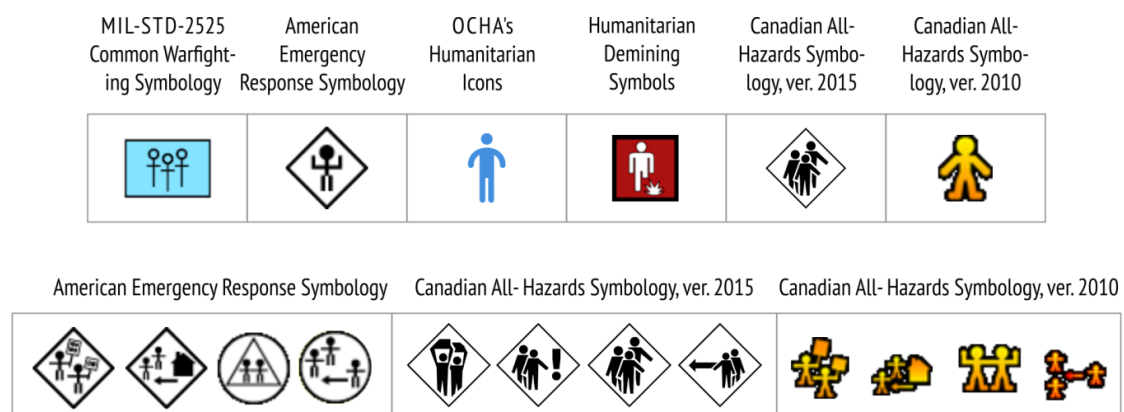 MIL-STD-2525
Common Warfight-
ing Symbology
American
Emergency
Response Symbology
OCHA's
Humanitarian
Icons
Humanitarian
Demining
Symbols
Canadian All-
Hazards Symbo-
logy, ver. 2015
Canadian All-
Hazards Symbo-
logy, ver. 2010
American Emergency Response Symbology
Canadian All- Hazards Symbology, ver. 2015
Canadian All- Hazards Symbology, ver. 2010